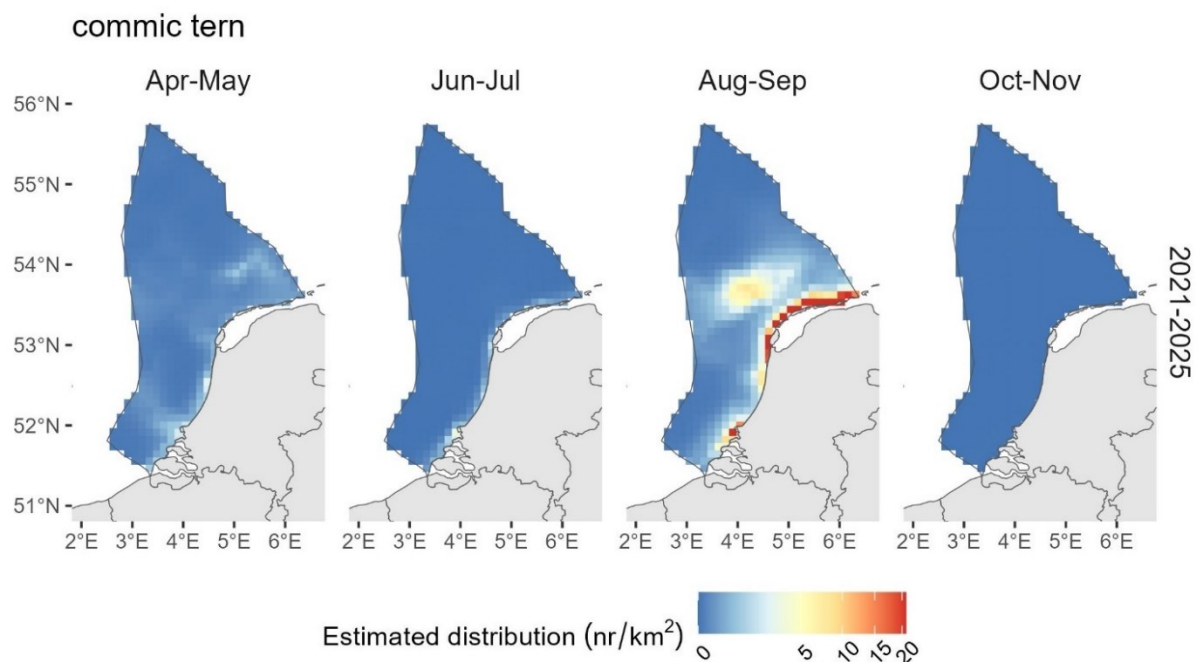 commic tern
Apr-May Jun-Jul Aug-Sep Oct-Nov
56°N
55°N
54°N
53°N
52°N
51°N
2°E 3°E 4°E 5°E 6°E 2°E 3°E 4°E 5°E 6°E 2°E 3°E 4°E 5°E 6°E 2°E 3°E 4°E 5°E 6°E
2021-2025
Estimated distribution (nr/km²)
0 5 10 15 20